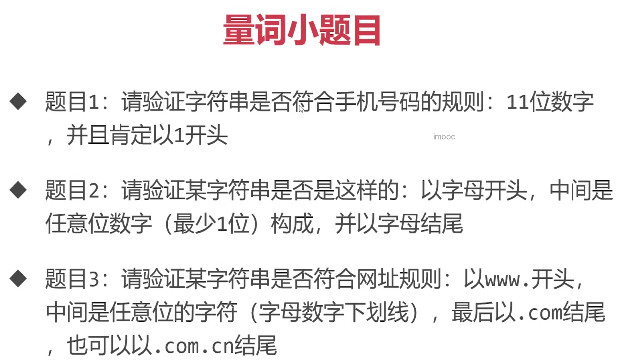 量词小题目
◆ 题目1：请验证字符串是否符合手机号码的规则：11位数字
，并且肯定以1开头
imooc
◆ 题目2：请验证某字符串是否是这样的：以字母开头，中间是
任意位数字（最少1位）构成，并以字母结尾
◆ 题目3：请验证某字符串是否符合网址规则：以www.开头，
中间是任意位的字符（字母数字下划线），最后以.com结尾
，也可以以.com.cn结尾